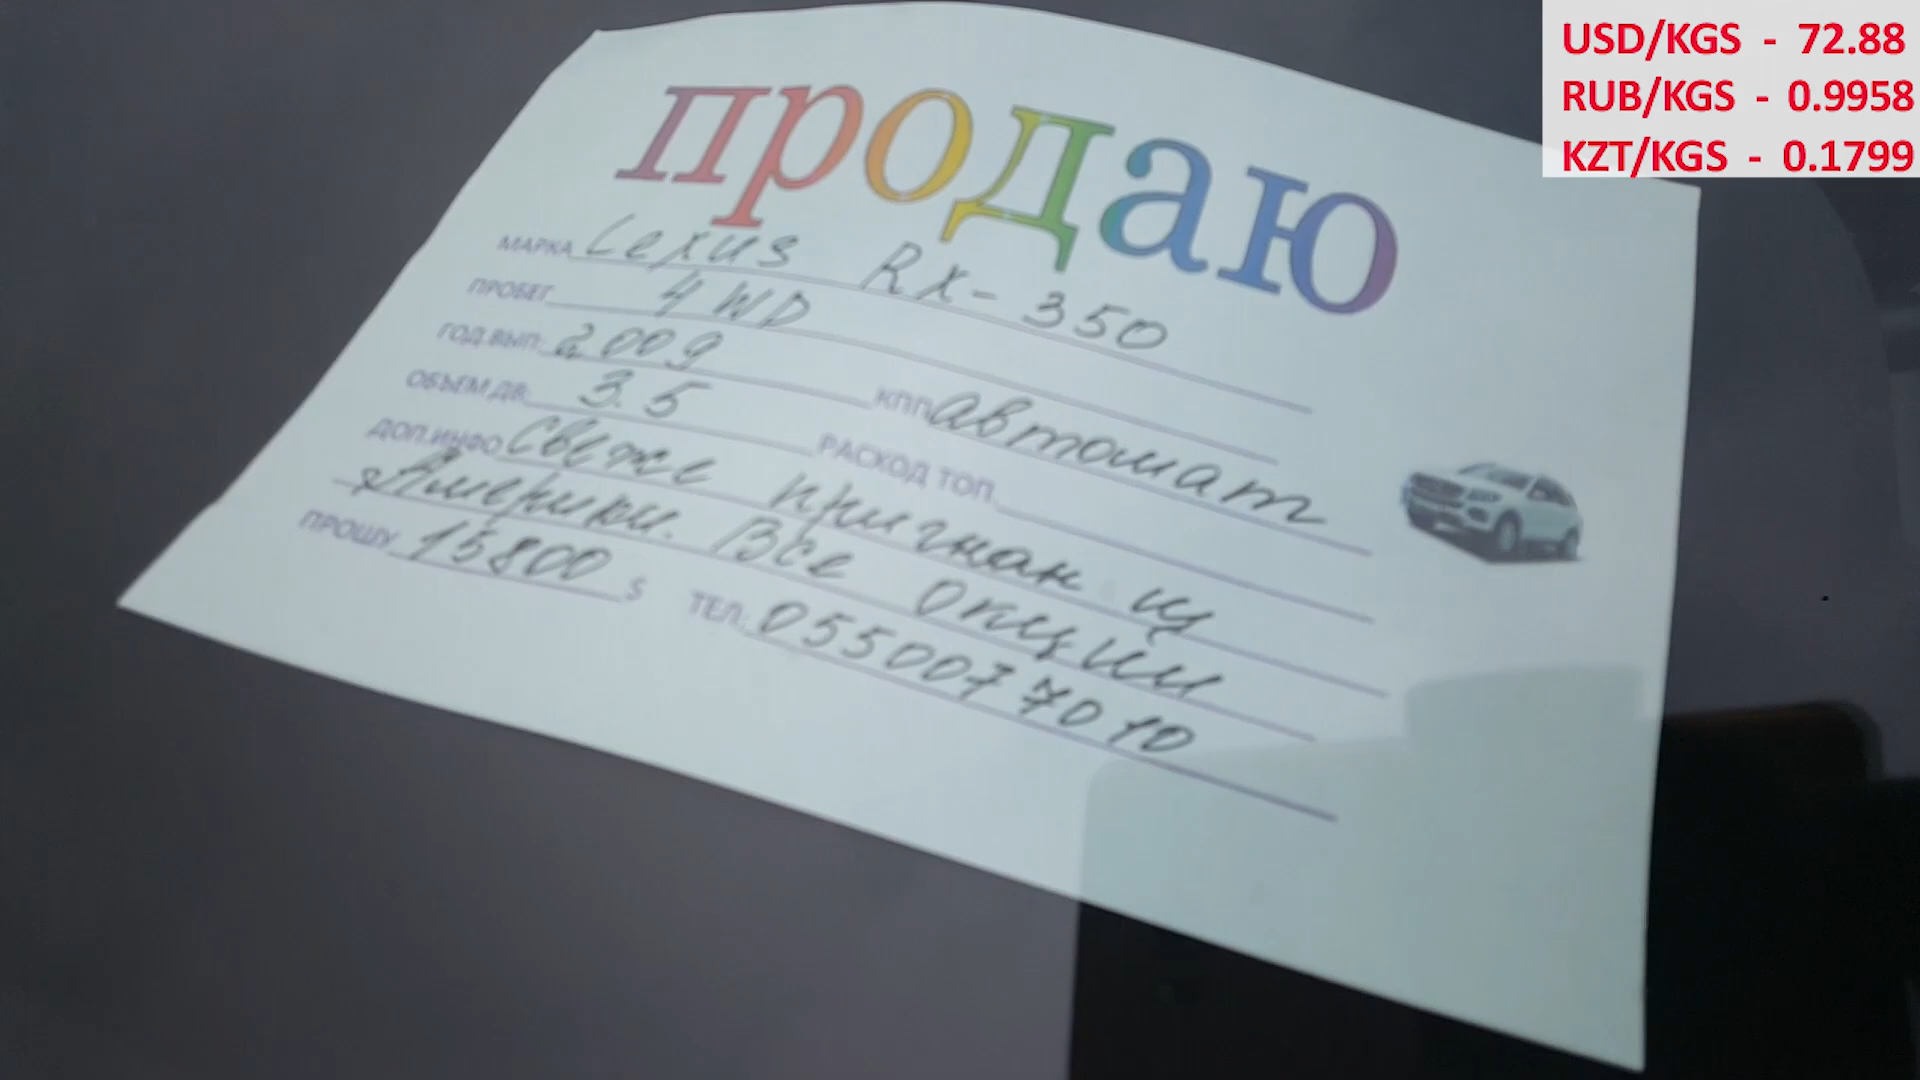 USD/KGS - 72.88
RUB/KGS - 0.9958
KZT/KGS - 0.1799
продаю
МАРКА Lexus RX-350
ПРОБЕГ 4WD
ГОД.ВЫП. 2009 КПП автомат
ОБЪЕМ ДВ. 3.5 РАСХОД ТОП.
ДОП.ИНФО Свеже пригнан из
Америки. Все опции
ПРОШУ 15800 $ ТЕЛ: 0550077010